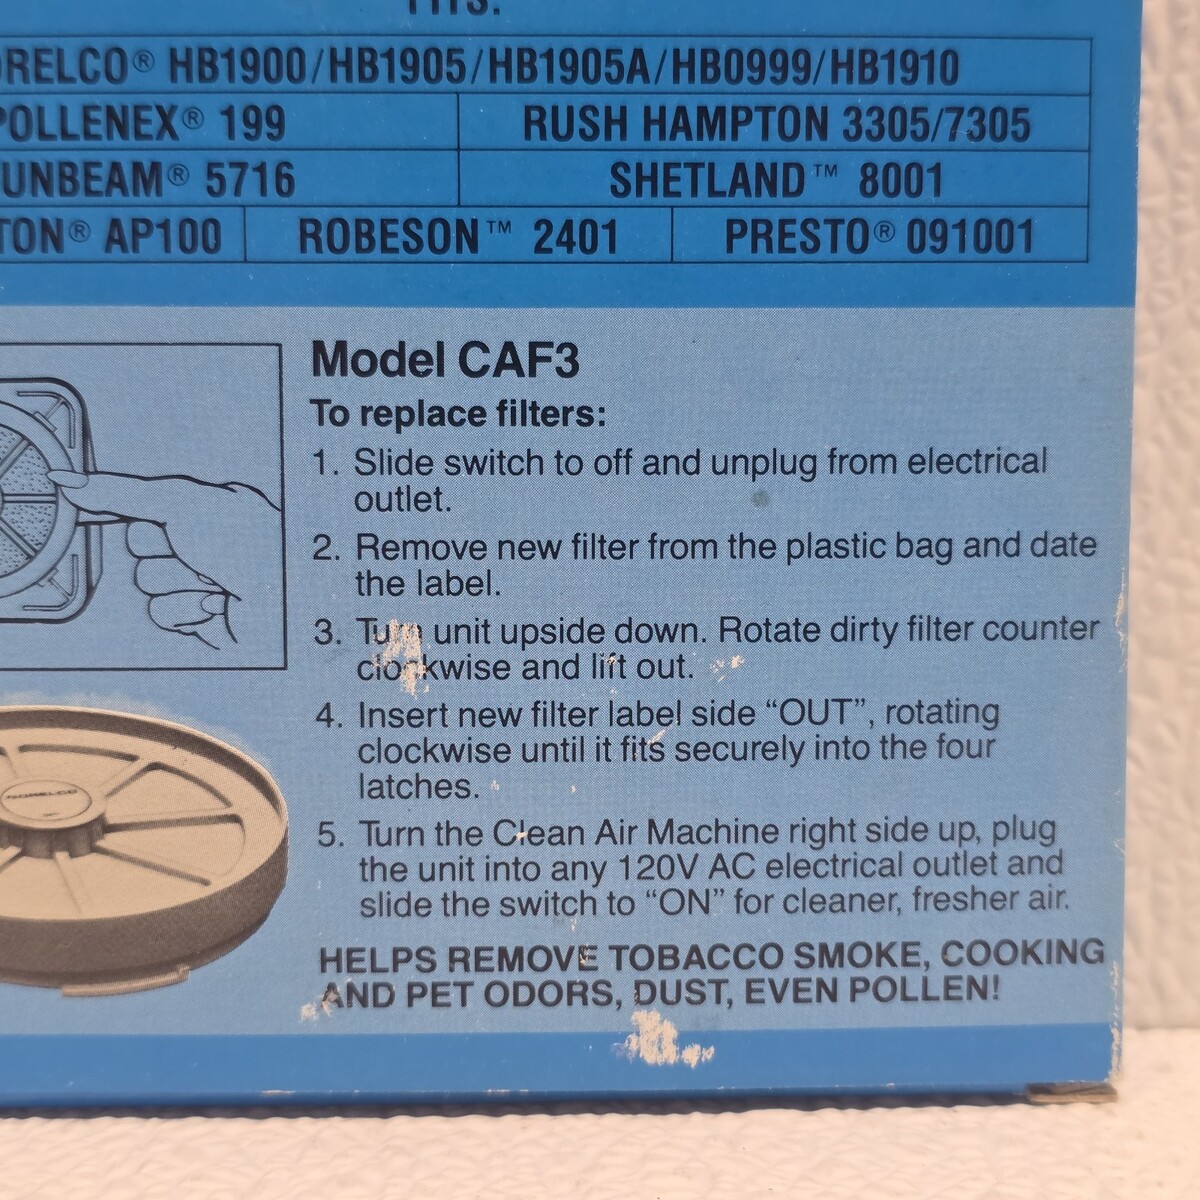 FITS:
ORELCO® HB1900/HB1905/HB1905A/HB0999/HB1910
POLLENEX® 199 RUSH HAMPTON 3305/7305
UNBEAM® 5716 SHETLAND™ 8001
TON® AP100 ROBESON™ 2401 PRESTO® 091001
Model CAF3
To replace filters:
1. Slide switch to off and unplug from electrical
outlet.
2. Remove new filter from the plastic bag and date
the label.
3. Turn unit upside down. Rotate dirty filter counter
clockwise and lift out.
4. Insert new filter label side “OUT”, rotating
clockwise until it fits securely into the four
latches.
5. Turn the Clean Air Machine right side up, plug
the unit into any 120V AC electrical outlet and
slide the switch to “ON” for cleaner, fresher air.
NORELCO
HELPS REMOVE TOBACCO SMOKE, COOKING
AND PET ODORS, DUST, EVEN POLLEN!